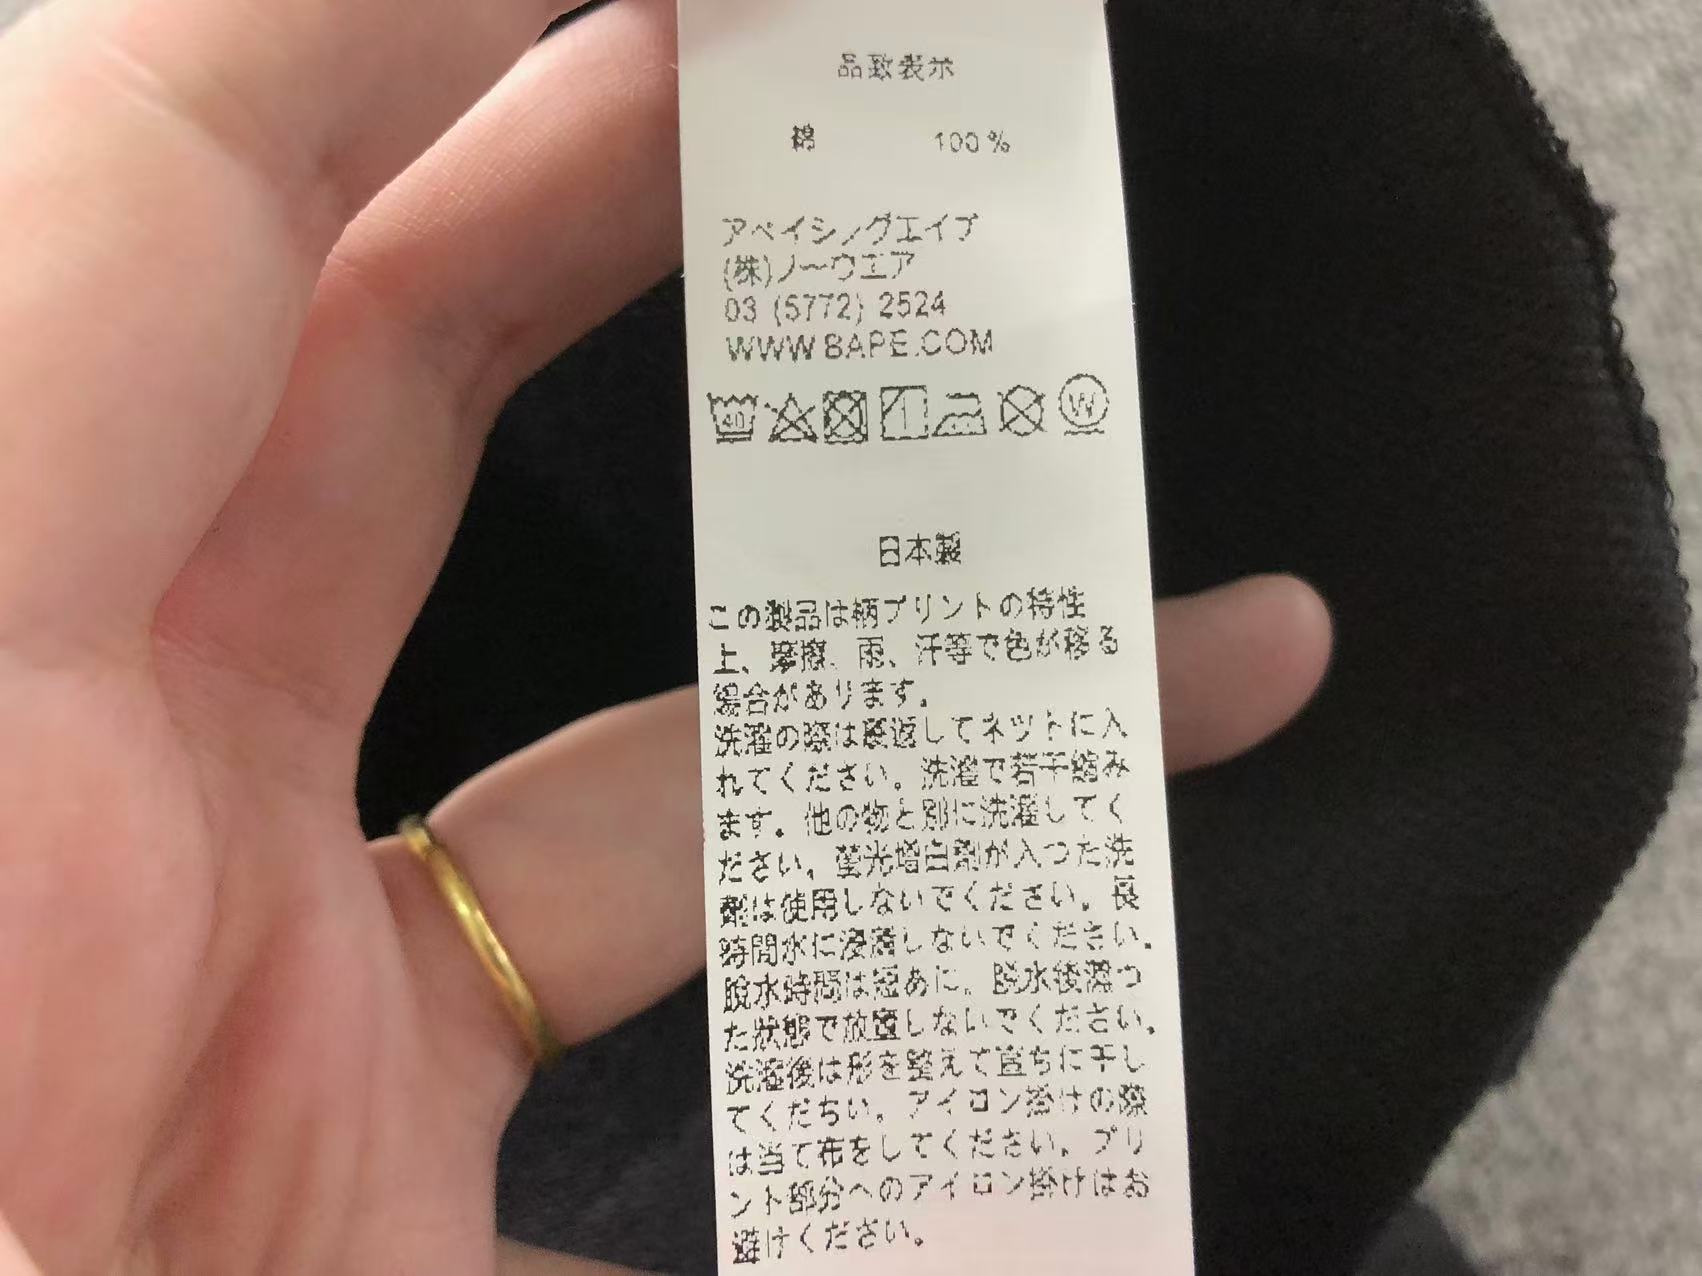 品致表示
綿 100%
アベイシングエイプ
(株)ノーウエア
03 (5772) 2524
WWW.BAPE.COM
40
W
日本製
この製品は柄プリントの特性
上、摩擦、雨、汗等で色が移る
場合があります。
洗濯の際は裏返してネットに入
れてください。洗濯で若干縮み
ます。他の物と別に洗濯してく
ださい。蛍光増白剤が入つた洗
剤は使用しないでください。長
時間水に浸漬しないでください。
脱水時間は短めに、脱水後濡つ
た状態で放置しないでください。
洗濯後は形を整えて直ちに干し
てくだちい。アイロン掛けの際
は当て布をしてください。プリ
ント部分へのアイロン掛けはお
避けください。